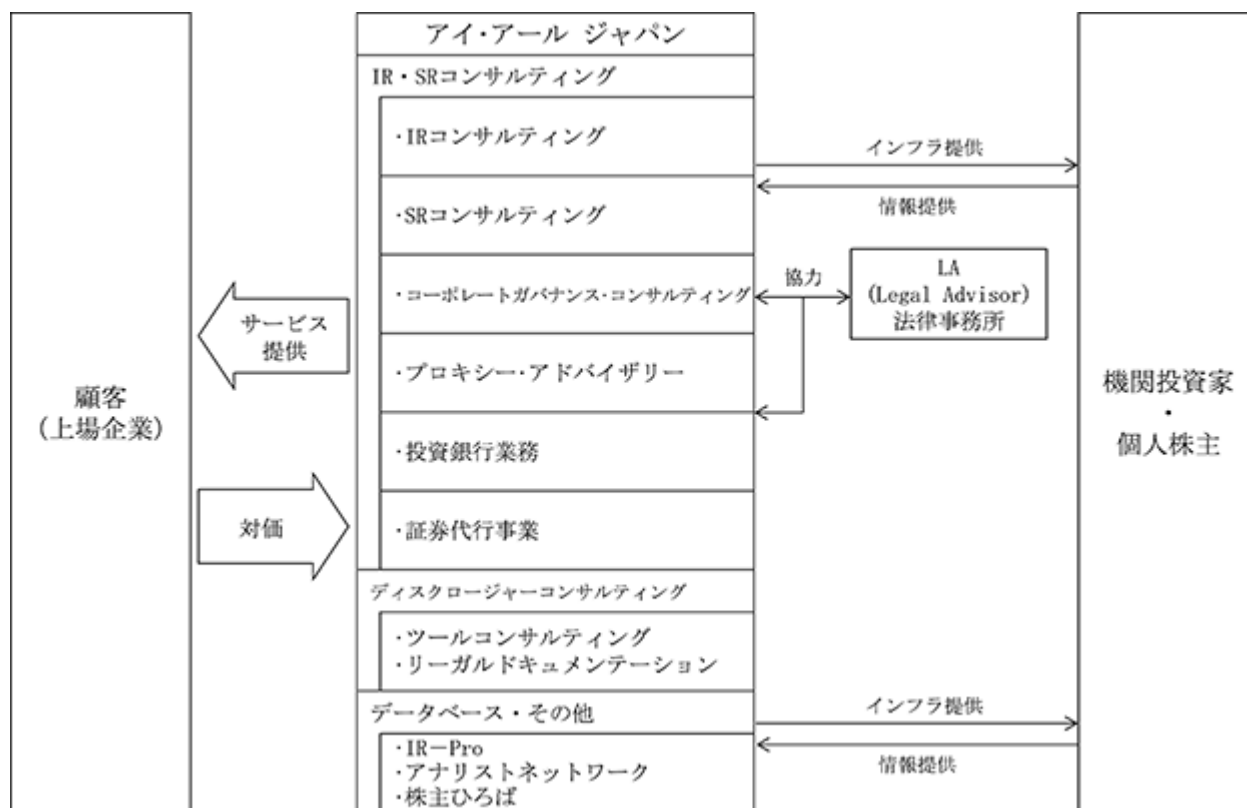 アイ・アール ジャパン
IR・SRコンサルティング
・IRコンサルティング
・SRコンサルティング
・コーポレートガバナンス・コンサルティング
・プロキシー・アドバイザリー
・投資銀行業務
・証券代行事業
ディスクロージャーコンサルティング
・ツールコンサルティング
・リーガルドキュメンテーション
データベース・その他
・IR－Pro
・アナリストネットワーク
・株主ひろば
顧客
(上場企業)
サービス
提供
対価
インフラ提供
情報提供
協力
LA
(Legal Advisor)
法律事務所
インフラ提供
情報提供
機関投資家
・
個人株主